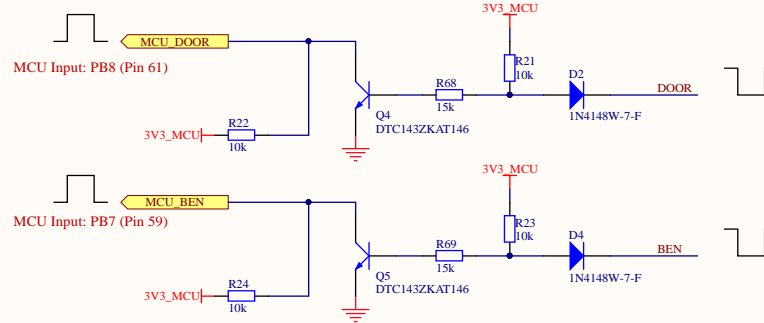 3V3_MCU
MCU_DOOR
MCU Input: PB8 (Pin 61)
R21
10k
D2
DOOR
R68
15k
1N4148W-7-F
Q4
DTC143ZKAT146
R22
3V3_MCU
10k
3V3_MCU
MCU_BEN
MCU Input: PB7 (Pin 59)
R23
10k
D4
BEN
R69
15k
1N4148W-7-F
Q5
DTC143ZKAT146
R24
3V3_MCU
10k